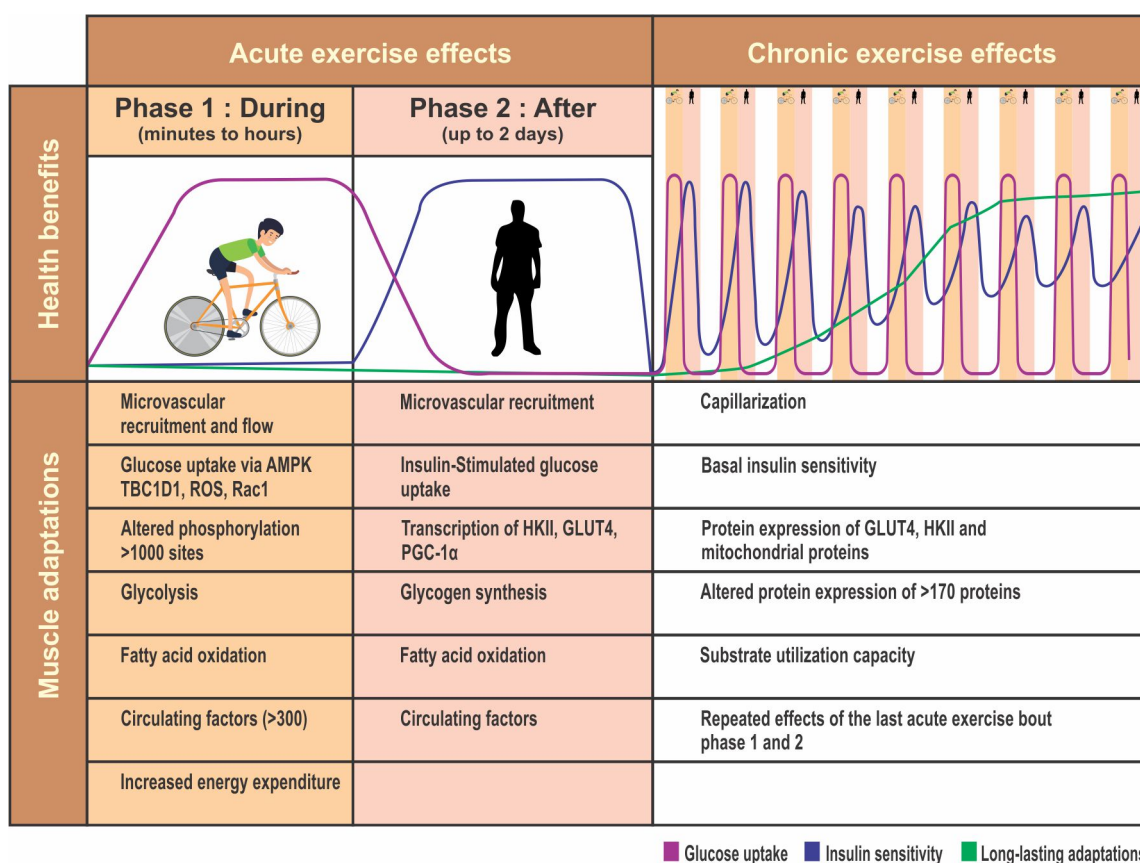 Acute exercise effects
Chronic exercise effects
Health benefits
Phase 1 : During
(minutes to hours)
Phase 2 : After
(up to 2 days)
Muscle adaptations
Microvascular
recruitment and flow
Microvascular recruitment
Capillarization
Glucose uptake via AMPK
TBC1D1, ROS, Rac1
Insulin-Stimulated glucose
uptake
Basal insulin sensitivity
Altered phosphorylation
>1000 sites
Transcription of HKII, GLUT4,
PGC-1α
Protein expression of GLUT4, HKII and
mitochondrial proteins
Glycolysis
Glycogen synthesis
Altered protein expression of >170 proteins
Fatty acid oxidation
Fatty acid oxidation
Substrate utilization capacity
Circulating factors (>300)
Circulating factors
Repeated effects of the last acute exercise bout
phase 1 and 2
Increased energy expenditure
Glucose uptake
Insulin sensitivity
Long-lasting adaptations